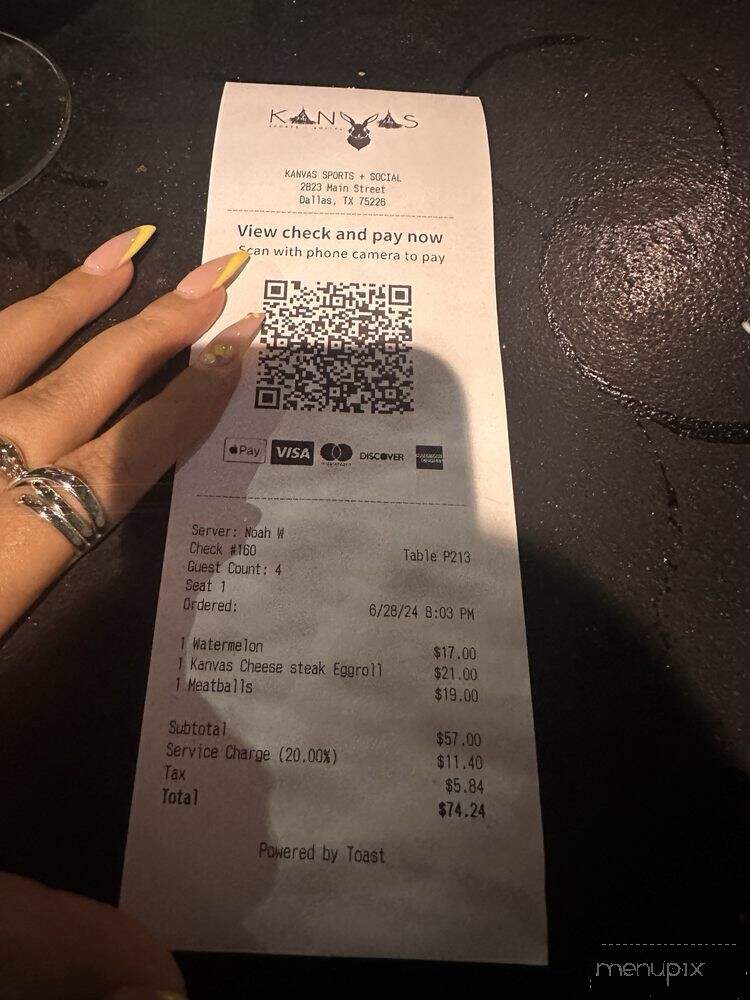 KANVAS
SPORTS + SOCIAL
KANVAS SPORTS + SOCIAL
2823 Main Street
Dallas, TX 75226
View check and pay now
Scan with phone camera to pay
Pay VISA mastercard DISCOVER AMERICAN EXPRESS
Server: Noah W
Check #160 Table P213
Guest Count: 4
Seat 1
Ordered: 6/28/24 8:03 PM
1 Watermelon $17.00
1 Kanvas Cheese steak Eggroll $21.00
1 Meatballs $19.00
Subtotal $57.00
Service Charge (20.00%) $11.40
Tax $5.84
Total $74.24
Powered by Toast
menupix